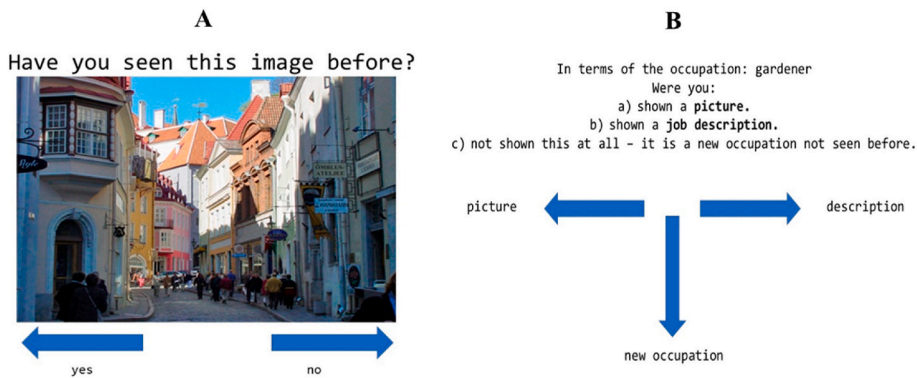 A
Have you seen this image before?
yes
no
B
In terms of the occupation: gardener
Were you:
a) shown a picture.
b) shown a job description.
c) not shown this at all – it is a new occupation not seen before.
picture
description
new occupation